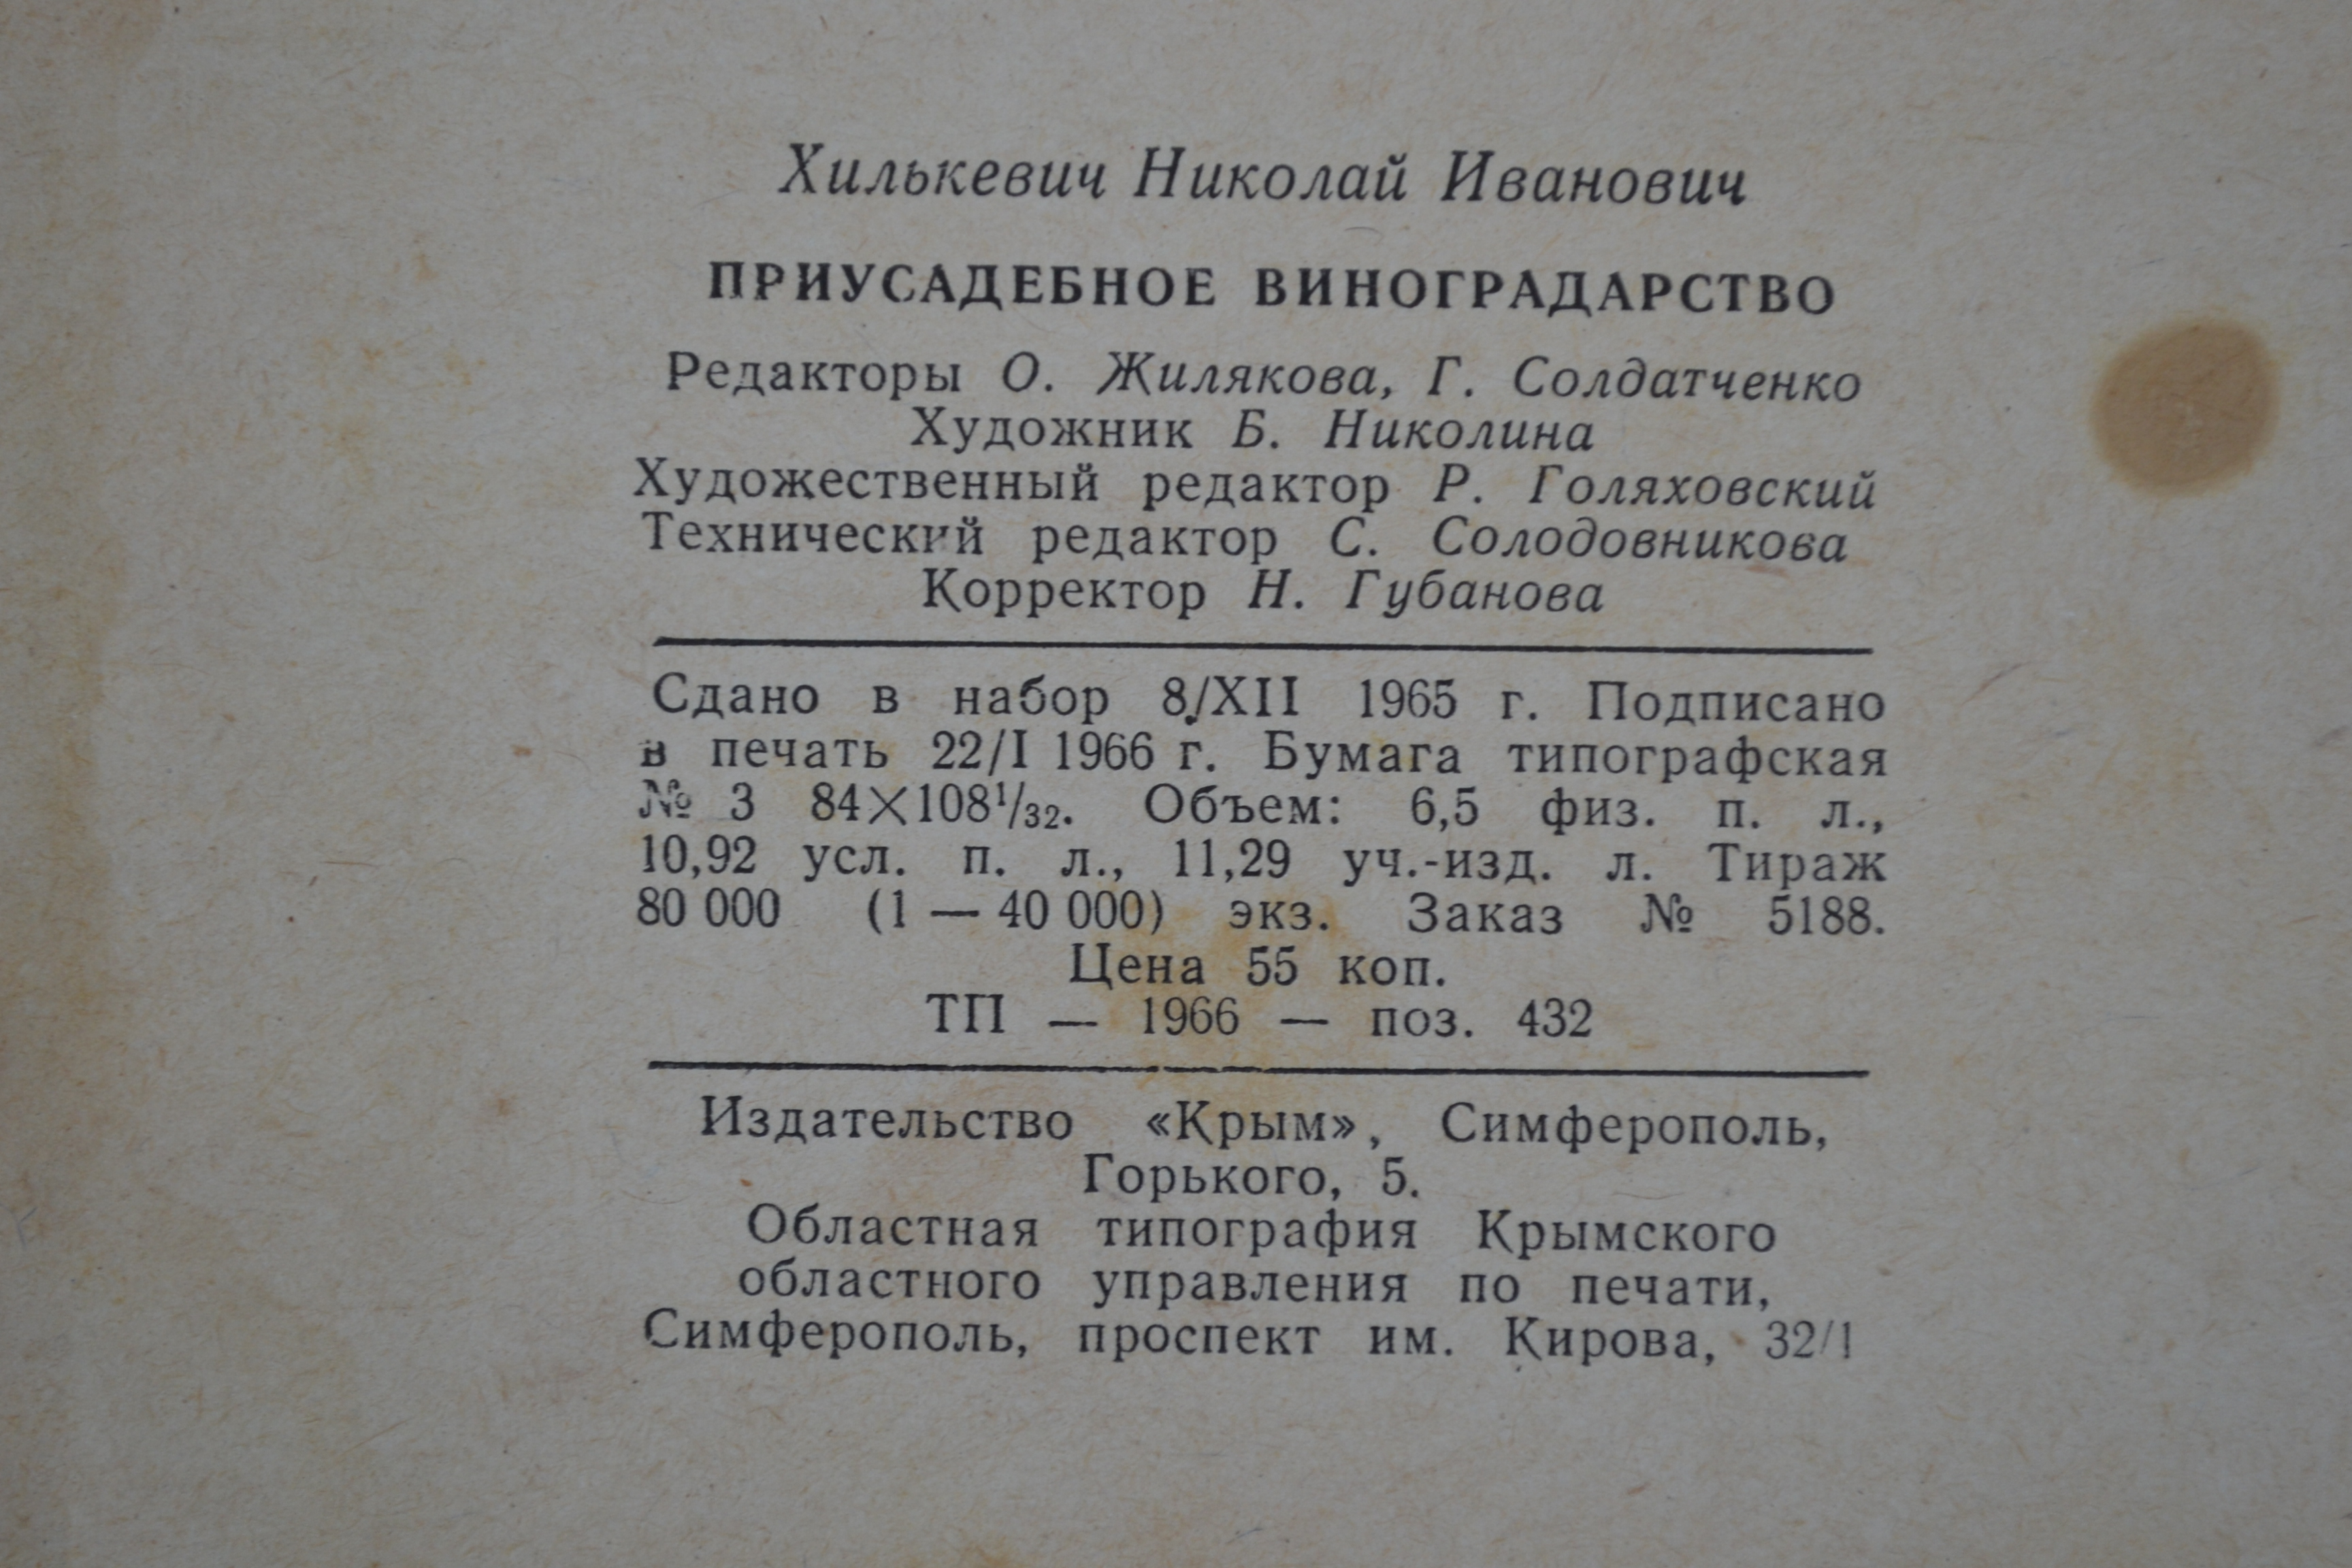 Хилькевич Николай Иванович
ПРИУСАДЕБНОЕ ВИНОГРАДАРСТВО
Редакторы О. Жилякова, Г. Солдатченко
Художник Б. Николина
Художественный редактор Р. Голяховский
Технический редактор С. Солодовникова
Корректор Н. Губанова
Сдано в набор 8/XII 1965 г. Подписано
в печать 22/I 1966 г. Бумага типографская
№ 3 84×108¹/₃₂. Объем: 6,5 физ. п. л.,
10,92 усл. п. л., 11,29 уч.-изд. л. Тираж
80 000 (1 — 40 000) экз. Заказ № 5188.
Цена 55 коп.
ТП — 1966 — поз. 432
Издательство «Крым», Симферополь,
Горького, 5.
Областная типография Крымского
областного управления по печати,
Симферополь, проспект им. Кирова, 32/1